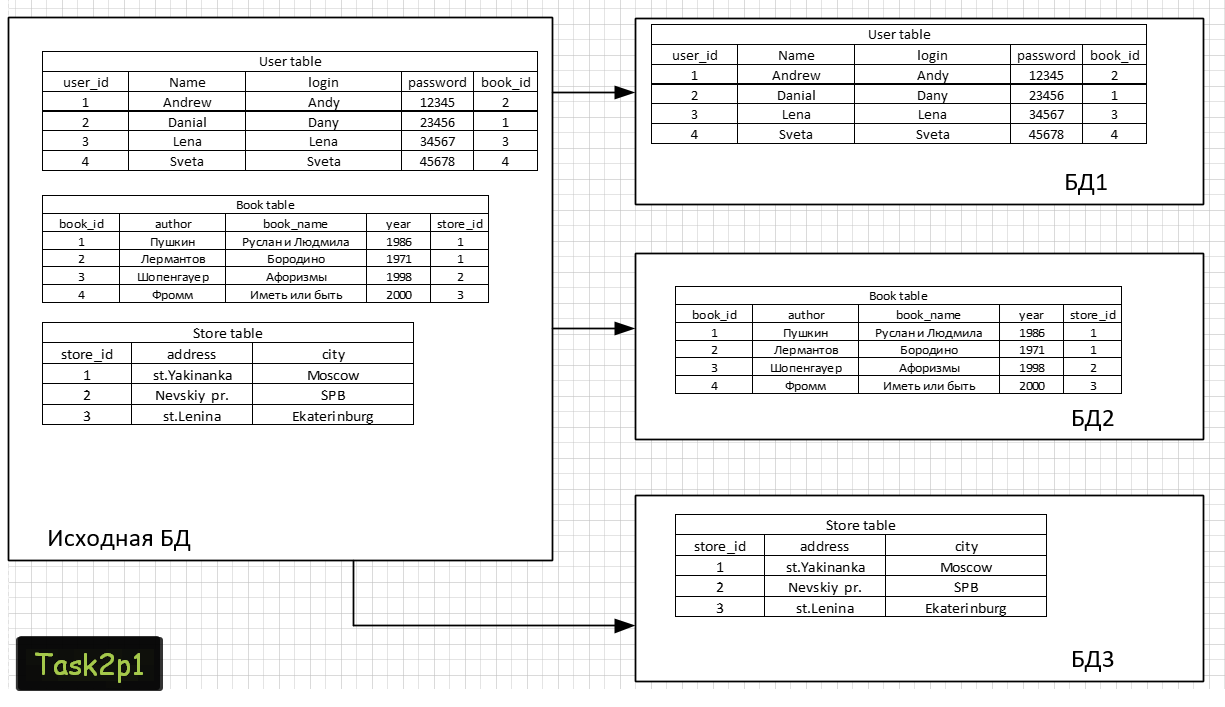 User table
user_id Name login password book_id
1 Andrew Andy 12345 2
2 Danial Dany 23456 1
3 Lena Lena 34567 3
4 Sveta Sveta 45678 4
Book table
book_id author book_name year store_id
1 Пушкин Руслан и Людмила 1986 1
2 Лермантов Бородино 1971 1
3 Шопенгауер Афоризмы 1998 2
4 Фромм Иметь или быть 2000 3
Store table
store_id address city
1 st.Yakinanka Moscow
2 Nevskiy pr. SPB
3 st.Lenina Ekaterinburg
Исходная БД
User table
user_id Name login password book_id
1 Andrew Andy 12345 2
2 Danial Dany 23456 1
3 Lena Lena 34567 3
4 Sveta Sveta 45678 4
БД1
Book table
book_id author book_name year store_id
1 Пушкин Руслан и Людмила 1986 1
2 Лермантов Бородино 1971 1
3 Шопенгауер Афоризмы 1998 2
4 Фромм Иметь или быть 2000 3
БД2
Store table
store_id address city
1 st.Yakinanka Moscow
2 Nevskiy pr. SPB
3 st.Lenina Ekaterinburg
БД3
Task2p1